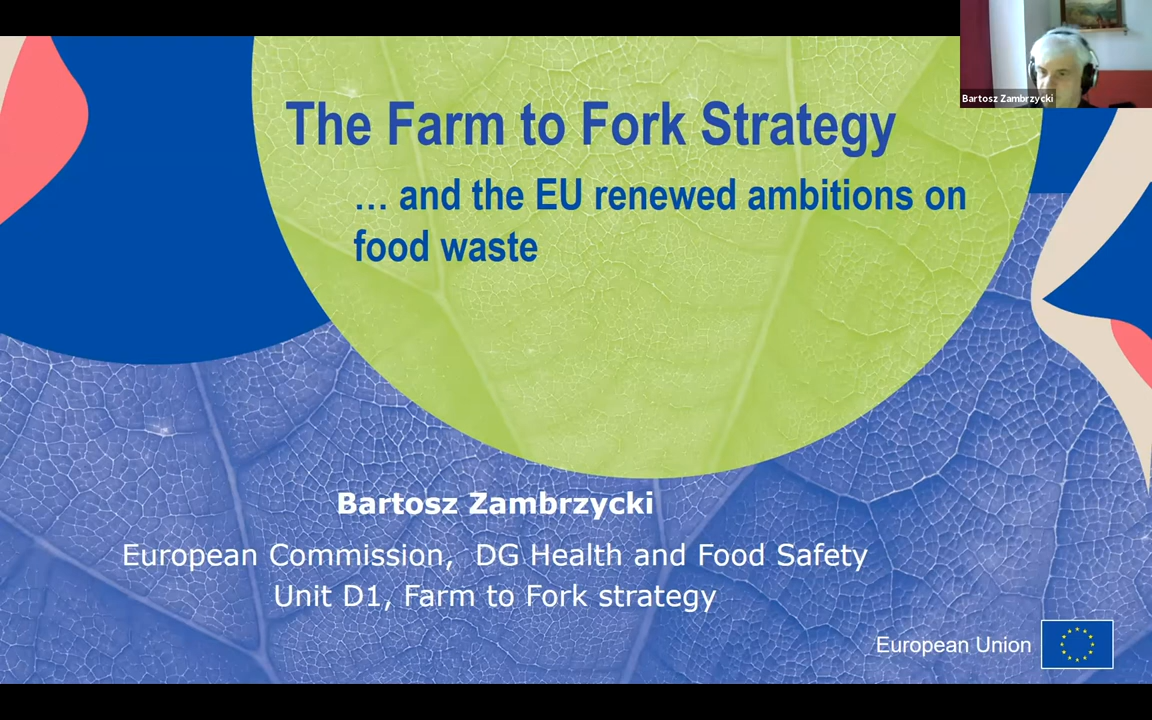 Bartosz Zambrzycki
The Farm to Fork Strategy
… and the EU renewed ambitions on
food waste
Bartosz Zambrzycki
European Commission, DG Health and Food Safety
Unit D1, Farm to Fork strategy
European Union